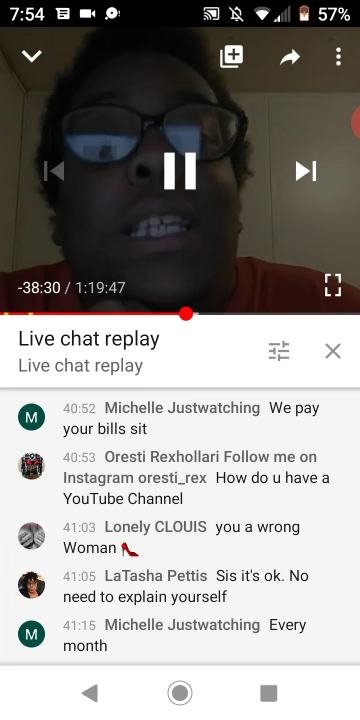 7:54
57%
-38:30 / 1:19:47
Live chat replay
Live chat replay
M
40:52 Michelle Justwatching We pay
your bills sit
40:53 Oresti Rexhollari Follow me on
Instagram oresti_rex How do u have a
YouTube Channel
41:03 Lonely CLOUIS you a wrong
Woman 👠
41:05 LaTasha Pettis Sis it's ok. No
need to explain yourself
M
41:15 Michelle Justwatching Every
month